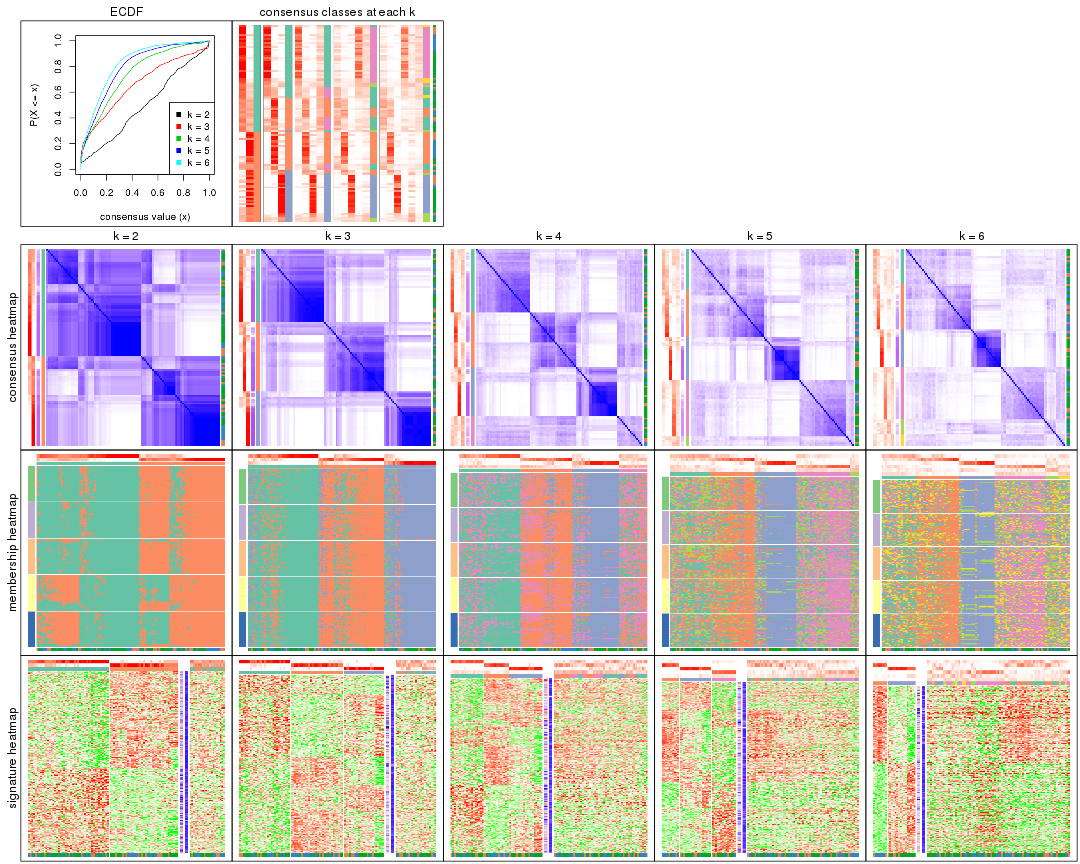 ECDF
consensus classes at each k
P(X <= x)
0.0 0.2 0.4 0.6 0.8 1.0
k = 2
k = 3
k = 4
k = 5
k = 6
0.0 0.2 0.4 0.6 0.8 1.0
consensus value (x)
k = 2 k = 3 k = 4 k = 5 k = 6
consensus heatmap
membership heatmap
signature heatmap